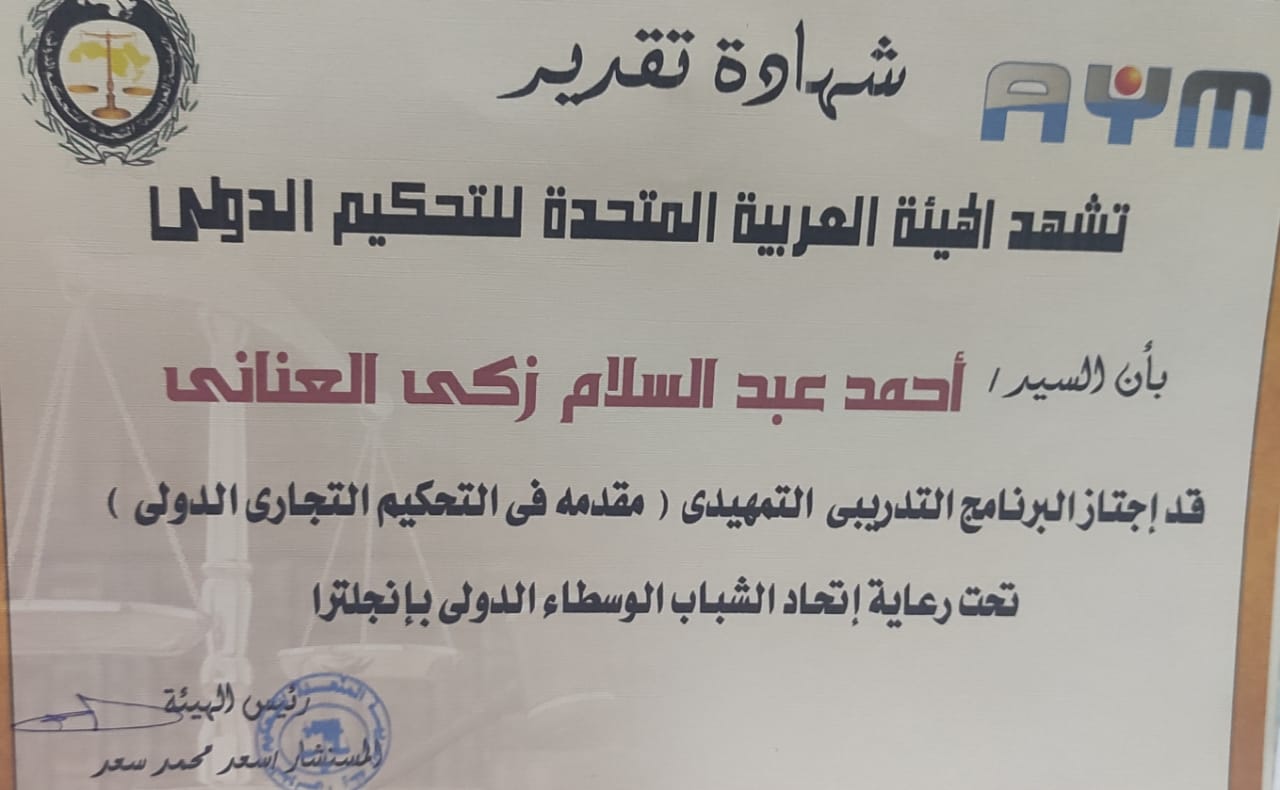 شهادة تقدير
AYM
تشهد الهيئة العربية المتحدة للتحكيم الدولى
بأن السيد / أحمد عبد السلام زكى العنانى
قد إجتاز البرنامج التدريبى التمهيدى ( مقدمه فى التحكيم التجارى الدولى )
تحت رعاية إتحاد الشباب الوسطاء الدولى بإنجلترا
رئيس الهيئة
المستشار اسعد محمد سعد